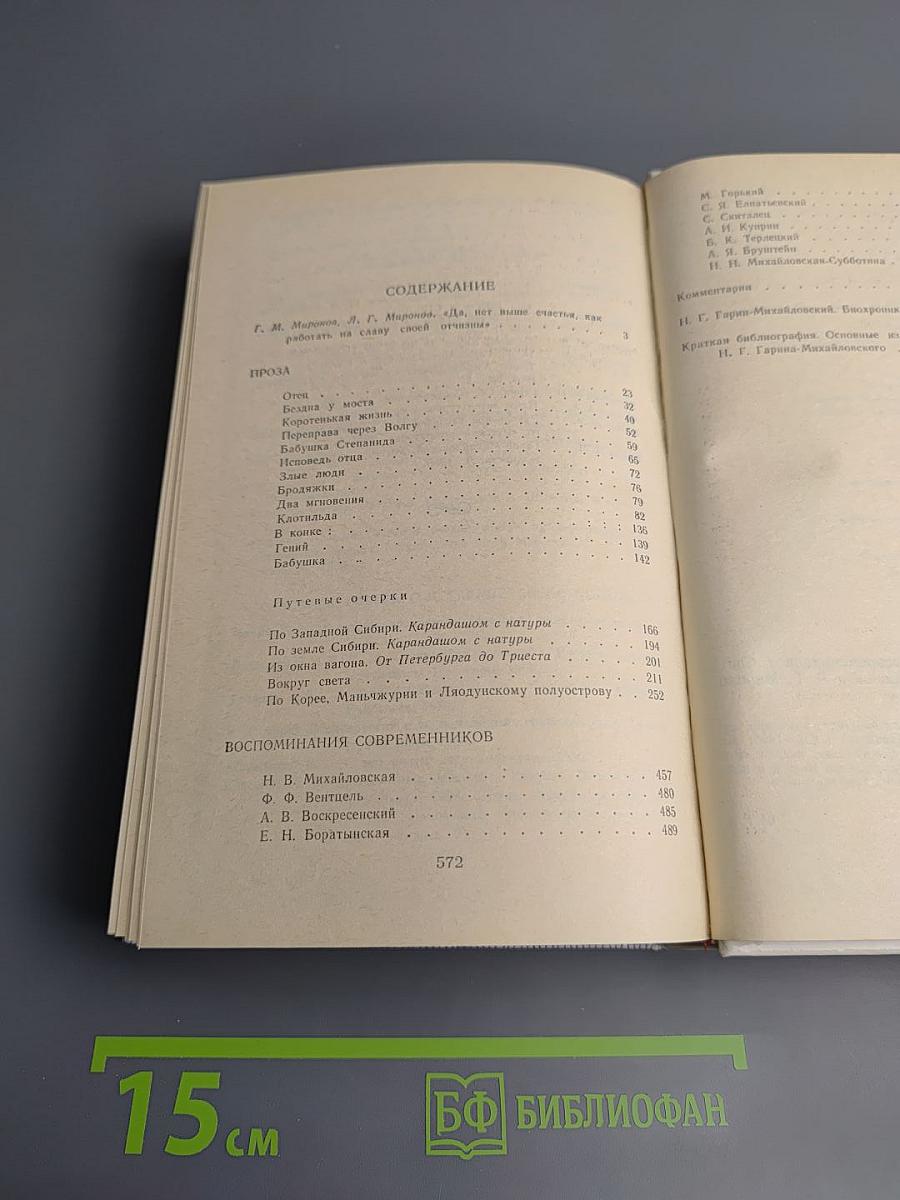 СОДЕРЖАНИЕ
Г. М. Миронов, Л. Г. Миронов. «Да, нет выше счастья, как
работать на славу своей отчизны» . . . . . . . . 3
ПРОЗА
Отец . . . . . . . . . . . . . . . . . . 23
Бездна у моста . . . . . . . . . . . . . . . 32
Коротенькая жизнь . . . . . . . . . . . . . . 40
Переправа через Волгу . . . . . . . . . . . . . 52
Бабушка Степанида . . . . . . . . . . . . . . 59
Исповедь отца . . . . . . . . . . . . . . . 65
Злые люди . . . . . . . . . . . . . . . . 72
Бродяжки . . . . . . . . . . . . . . . . . 76
Два мгновения . . . . . . . . . . . . . . . 79
Клотильда . . . . . . . . . . . . . . . . 82
В конке : . . . . . . . . . . . . . . . . 136
Гений . . . . . . . . . . . . . . . . . . 139
Бабушка . . . . . . . . . . . . . . . . . 142
Путевые очерки
По Западной Сибири. Карандашом с натуры . . . . . 166
По земле Сибири. Карандашом с натуры . . . . . . 194
Из окна вагона. От Петербурга до Триеста . . . . . 201
Вокруг света . . . . . . . . . . . . . . . . 211
По Корее, Маньчжурии и Ляодунскому полуострову . . 252
ВОСПОМИНАНИЯ СОВРЕМЕННИКОВ
Н. В. Михайловская . . . . . . . . . . . . . 457
Ф. Ф. Вентцель . . . . . . . . . . . . . . . 480
А. В. Воскресенский . . . . . . . . . . . . . 485
Е. Н. Боратынская . . . . . . . . . . . . . . 489
572
М. Горький . . . . . . . .
С. Я. Елпатьевский . . . . . .
С. Скиталец . . . . . . . .
А. И. Куприн . . . . . . . .
Б. К. Терлецкий . . . . . . .
А. Я. Бруштейн . . . . . . .
Н. Н. Михайловская-Субботина .
Комментарии . . . . . . . . .
Н. Г. Гарин-Михайловский. Биохроник
Краткая библиография. Основные из
Н. Г. Гарина-Михайловского .
15 см
БФ БИБЛИОФАН